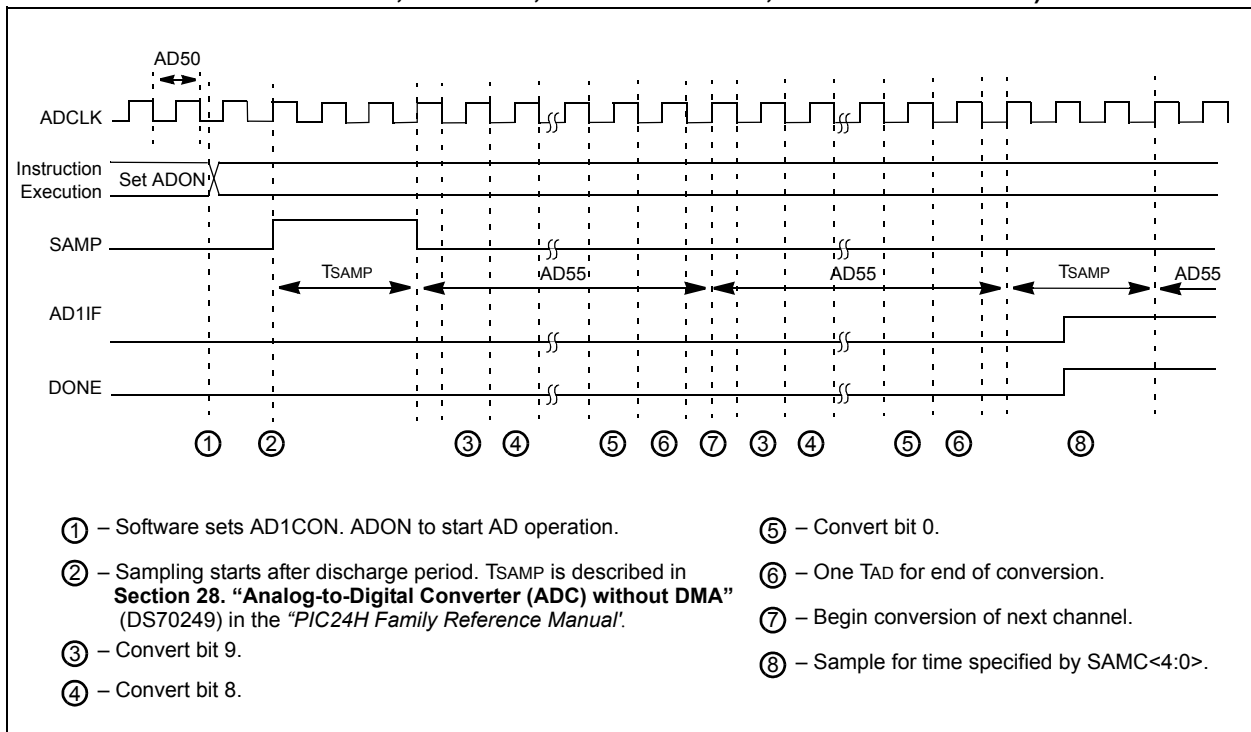 AD50
ADCLK
Instruction
Execution
Set ADON
SAMP
TSAMP AD55 AD55 TSAMP AD55
AD1IF
DONE
1 2 3 4 5 6 7 3 4 5 6 8
1 – Software sets AD1CON. ADON to start AD operation.
2 – Sampling starts after discharge period. TSAMP is described in
Section 28. “Analog-to-Digital Converter (ADC) without DMA”
(DS70249) in the “PIC24H Family Reference Manual'.
3 – Convert bit 9.
4 – Convert bit 8.
5 – Convert bit 0.
6 – One TAD for end of conversion.
7 – Begin conversion of next channel.
8 – Sample for time specified by SAMC<4:0>.